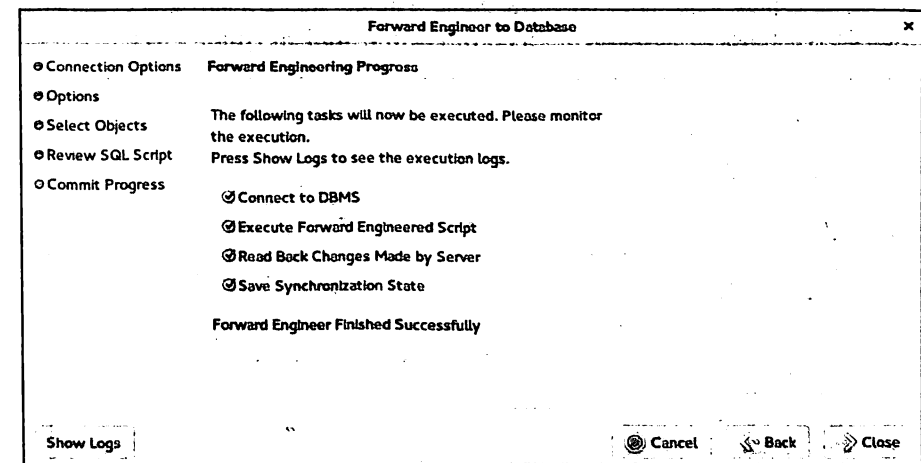 Forward Engineer to Database
Connection Options
Options
Select Objects
Review SQL Script
Commit Progress
Forward Engineering Progress
The following tasks will now be executed. Please monitor
the execution.
Press Show Logs to see the execution logs.
Connect to DBMS
Execute Forward Engineered Script
Read Back Changes Made by Server
Save Synchronization State
Forward Engineer Finished Successfully
Show Logs
Cancel
Back
Close